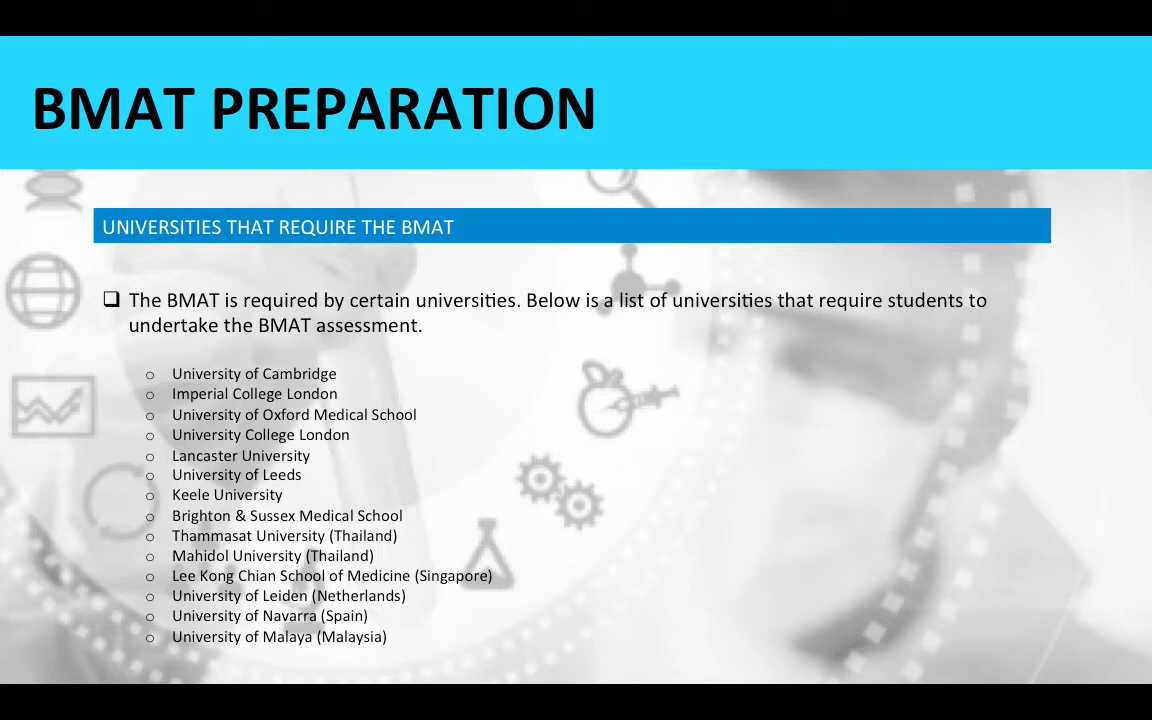 BMAT PREPARATION
UNIVERSITIES THAT REQUIRE THE BMAT
❑ The BMAT is required by certain universities. Below is a list of universities that require students to
undertake the BMAT assessment.
o University of Cambridge
o Imperial College London
o University of Oxford Medical School
o University College London
o Lancaster University
o University of Leeds
o Keele University
o Brighton & Sussex Medical School
o Thammasat University (Thailand)
o Mahidol University (Thailand)
o Lee Kong Chian School of Medicine (Singapore)
o University of Leiden (Netherlands)
o University of Navarra (Spain)
o University of Malaya (Malaysia)